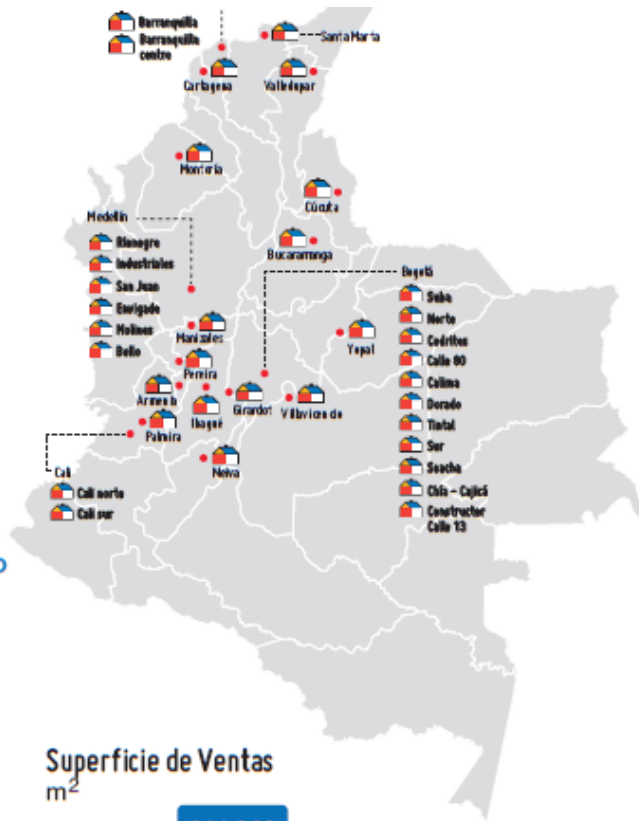 Barranquilla
Barranquilla
centro
Santa Marta
Cartagena
Valledupar
Montería
Cúcuta
Medellín
Rionegro
Industriales
San Juan
Envigado
Molinos
Bello
Bucaramanga
Bogotá
Suba
Norte
Cedritos
Calle 80
Calima
Dorado
Tintal
Sur
Soacha
Chía – Cajicá
Constructor
Calle 13
Manizales
Yopal
Pereira
Armenia
Ibagué
Girardot
Villavicencio
Palmira
Neiva
Cali
Cali norte
Cali sur
Superficie de Ventas
m²